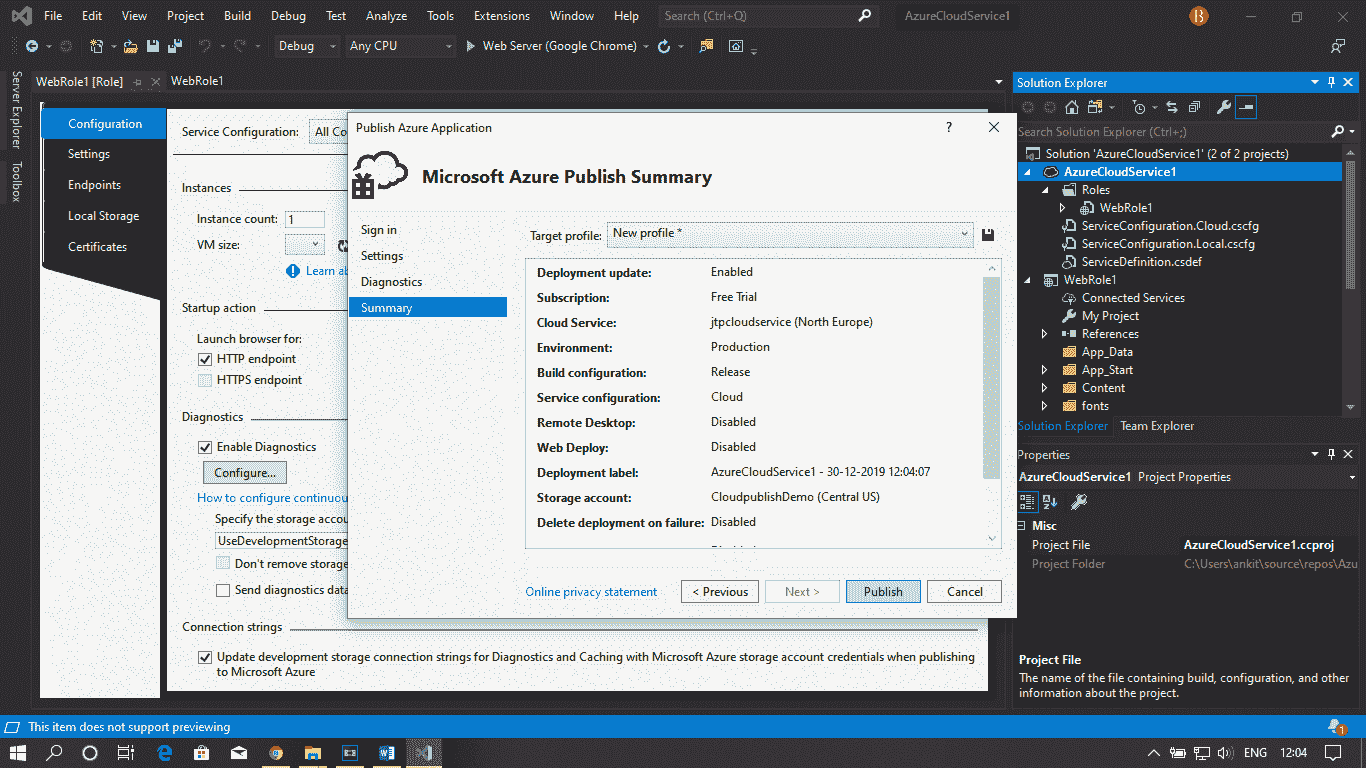 File Edit View Project Build Debug Test Analyze Tools Extensions Window Help Search (Ctrl+Q) AzureCloudService1 B
Debug Any CPU Web Server (Google Chrome)
Server Explorer
Toolbox
WebRole1 [Role] WebRole1
Configuration
Settings
Endpoints
Local Storage
Certificates
Service Configuration: All Co
Instances
Instance count: 1
VM size:
Learn ab
Startup action
Launch browser for:
HTTP endpoint
HTTPS endpoint
Diagnostics
Enable Diagnostics
Configure...
How to configure continuou
Specify the storage accou
UseDevelopmentStorage
Don't remove storage
Send diagnostics data
Connection strings
Update development storage connection strings for Diagnostics and Caching with Microsoft Azure storage account credentials when publishing
to Microsoft Azure
Publish Azure Application ?
Microsoft Azure Publish Summary
Sign in
Settings
Diagnostics
Summary
Target profile: New profile *
Deployment update: Enabled
Subscription: Free Trial
Cloud Service: jtpcloudservice (North Europe)
Environment: Production
Build configuration: Release
Service configuration: Cloud
Remote Desktop: Disabled
Web Deploy: Disabled
Deployment label: AzureCloudService1 - 30-12-2019 12:04:07
Storage account: CloudpublishDemo (Central US)
Delete deployment on failure: Disabled
Online privacy statement < Previous Next > Publish Cancel
Solution Explorer
Search Solution Explorer (Ctrl+;)
Solution 'AzureCloudService1' (2 of 2 projects)
AzureCloudService1
Roles
WebRole1
ServiceConfiguration.Cloud.cscfg
ServiceConfiguration.Local.cscfg
ServiceDefinition.csdef
WebRole1
Connected Services
My Project
References
App_Data
App_Start
Content
fonts
Solution Explorer Team Explorer
Properties
AzureCloudService1 Project Properties
Misc
Project File AzureCloudService1.ccproj
Project Folder C:\Users\ankit\source\repos\Azu
Project File
The name of the file containing build, configuration, and other
information about the project.
This item does not support previewing 1
ENG 12:04